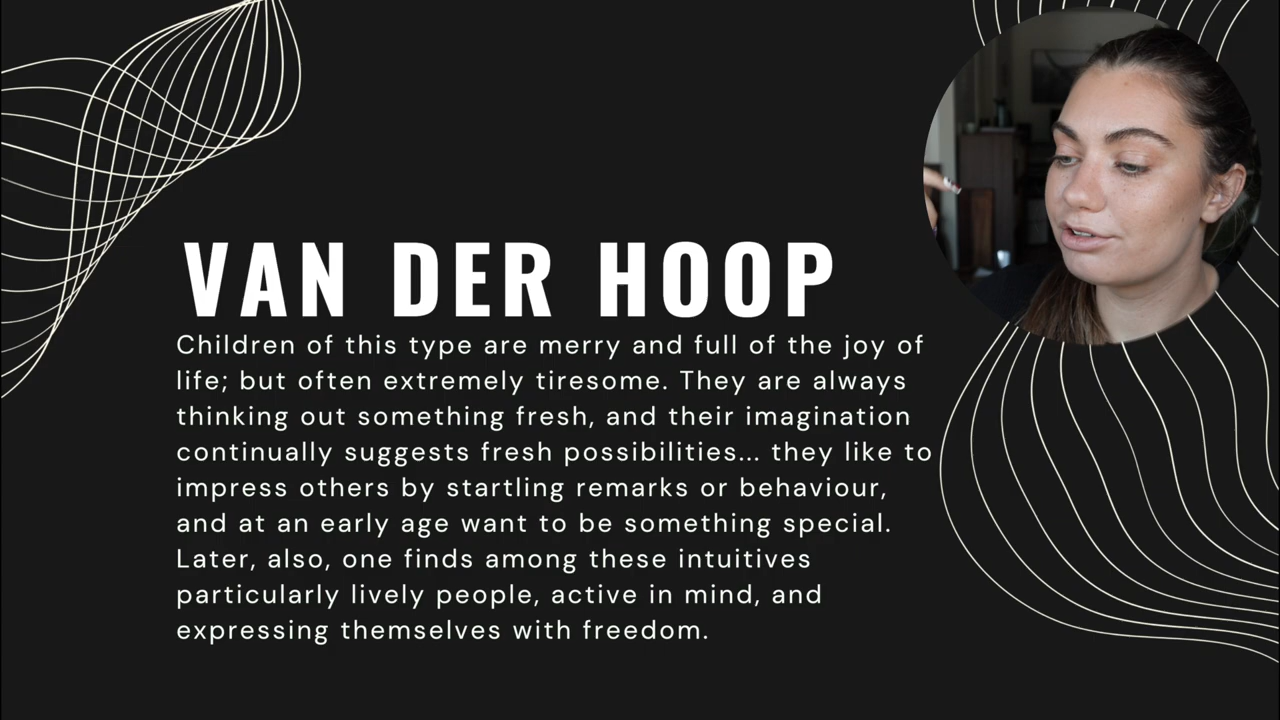 VAN DER HOOP
Children of this type are merry and full of the joy of
life; but often extremely tiresome. They are always
thinking out something fresh, and their imagination
continually suggests fresh possibilities... they like to
impress others by startling remarks or behaviour,
and at an early age want to be something special.
Later, also, one finds among these intuitives
particularly lively people, active in mind, and
expressing themselves with freedom.